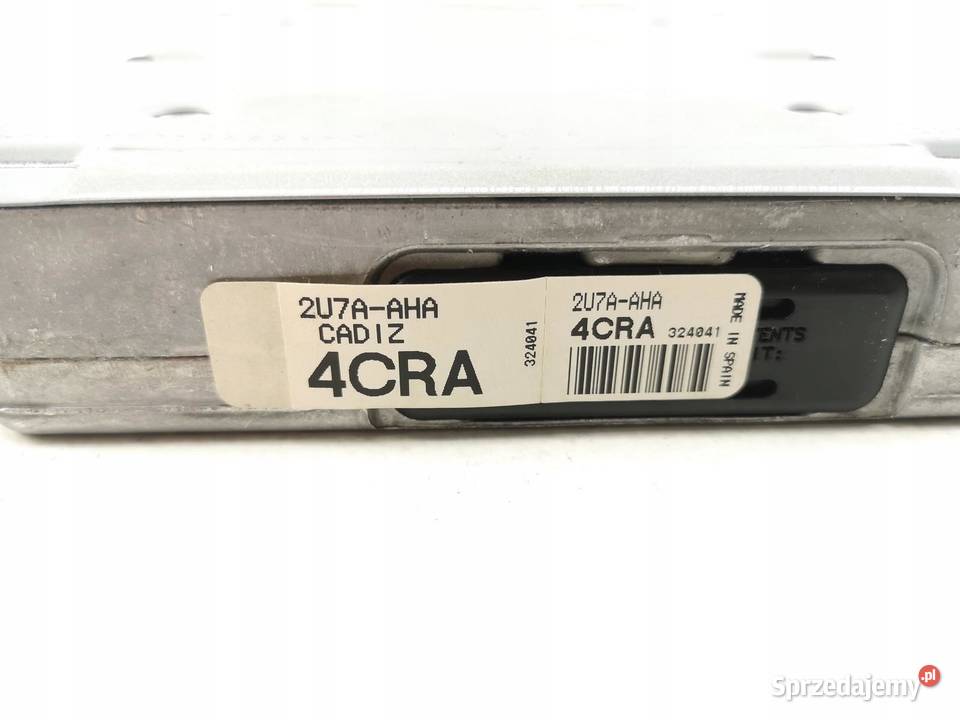 2U7A-AHA
CADIZ
4CRA
324041
2U7A-AHA
4CRA 324041
MADE IN SPAIN
Sprzedajemy.pl